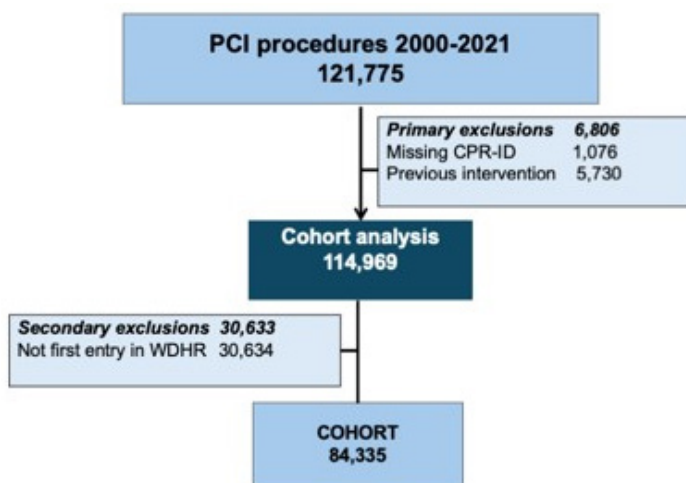 PCI procedures 2000-2021
121,775
Primary exclusions 6,806
Missing CPR-ID 1,076
Previous intervention 5,730
Cohort analysis
114,969
Secondary exclusions 30,633
Not first entry in WDHR 30,634
COHORT
84,335